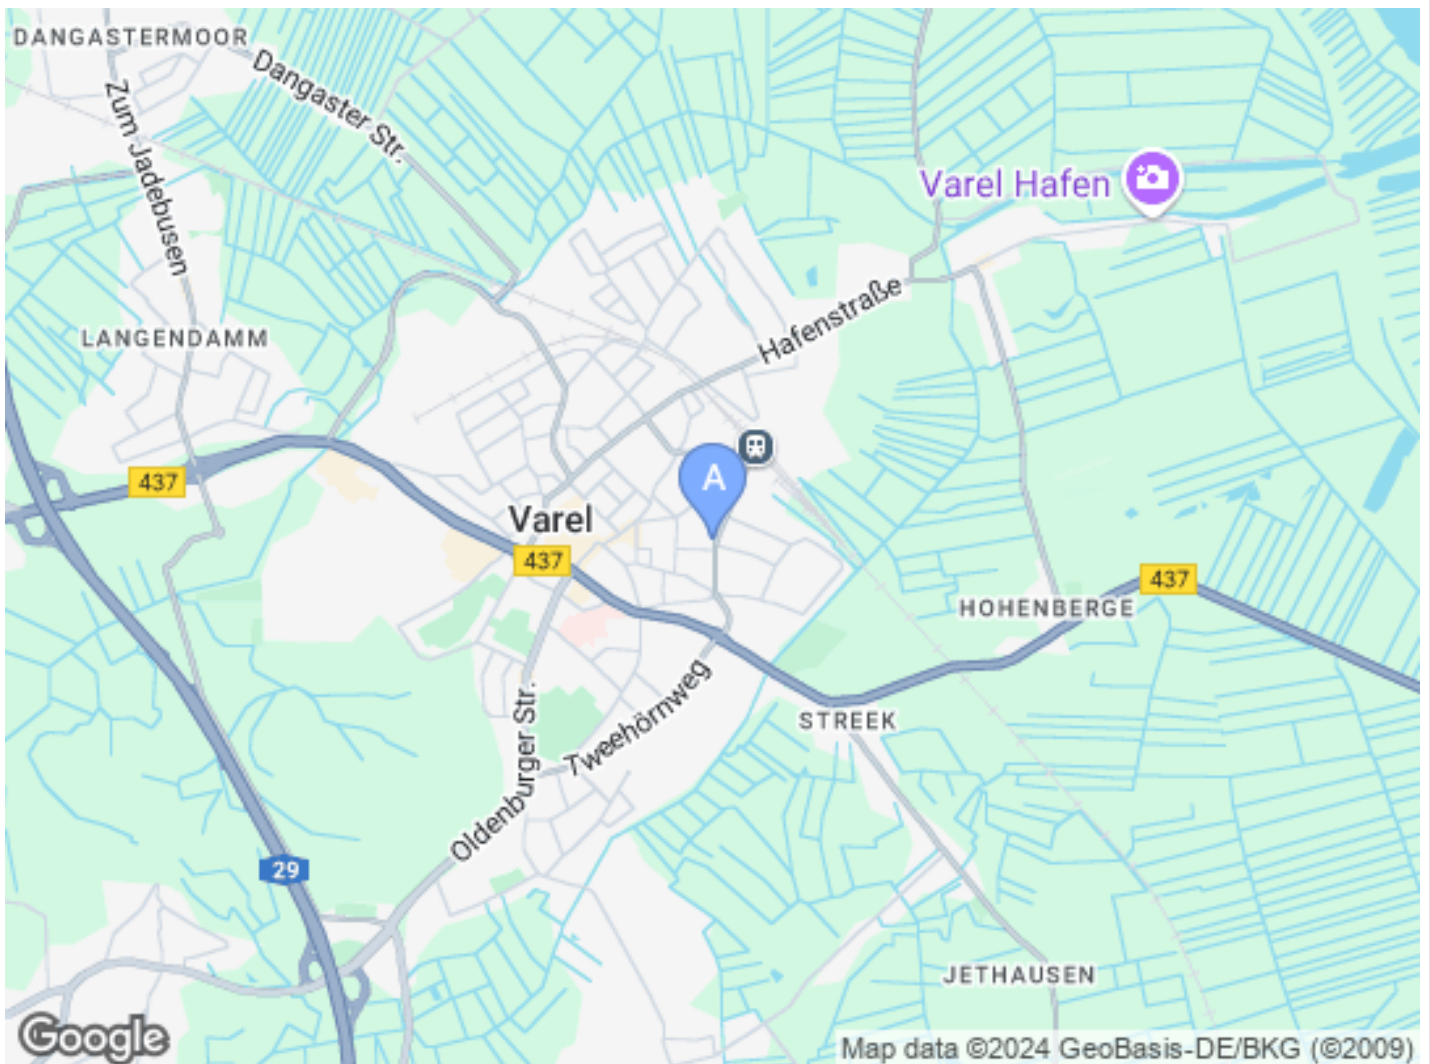 DANGASTERMOOR
Dangaster Str.
Zum Jadebusen
Varel Hafen
Hafenstraße
LANGENDAMM
437
A
Varel
437
437
HOHENBERGE
STREEK
Tweehörnweg
Oldenburger Str.
29
JETHAUSEN
Google
Map data ©2024 GeoBasis-DE/BKG (©2009)